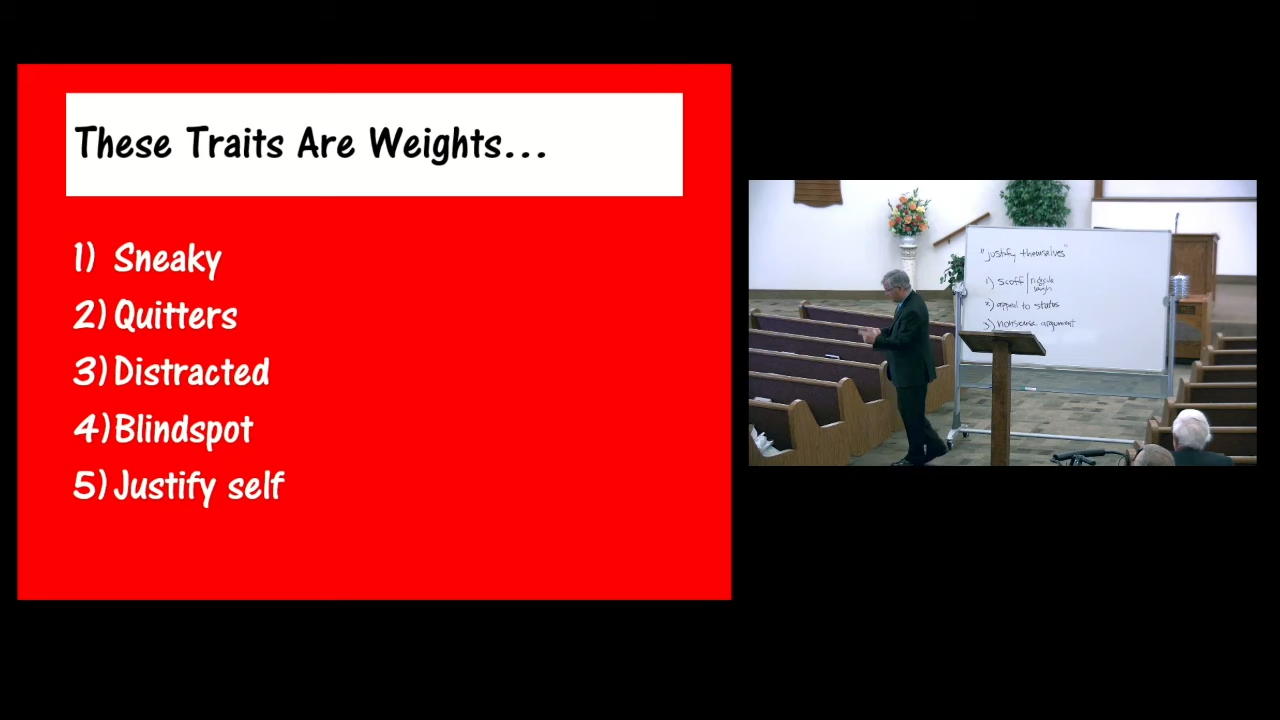 These Traits Are Weights...
1) Sneaky
2) Quitters
3) Distracted
4) Blindspot
5) Justify self
"justify themselves"
1) scoff/ridicule
laugh
2) appeal to status
3) nonsense argument